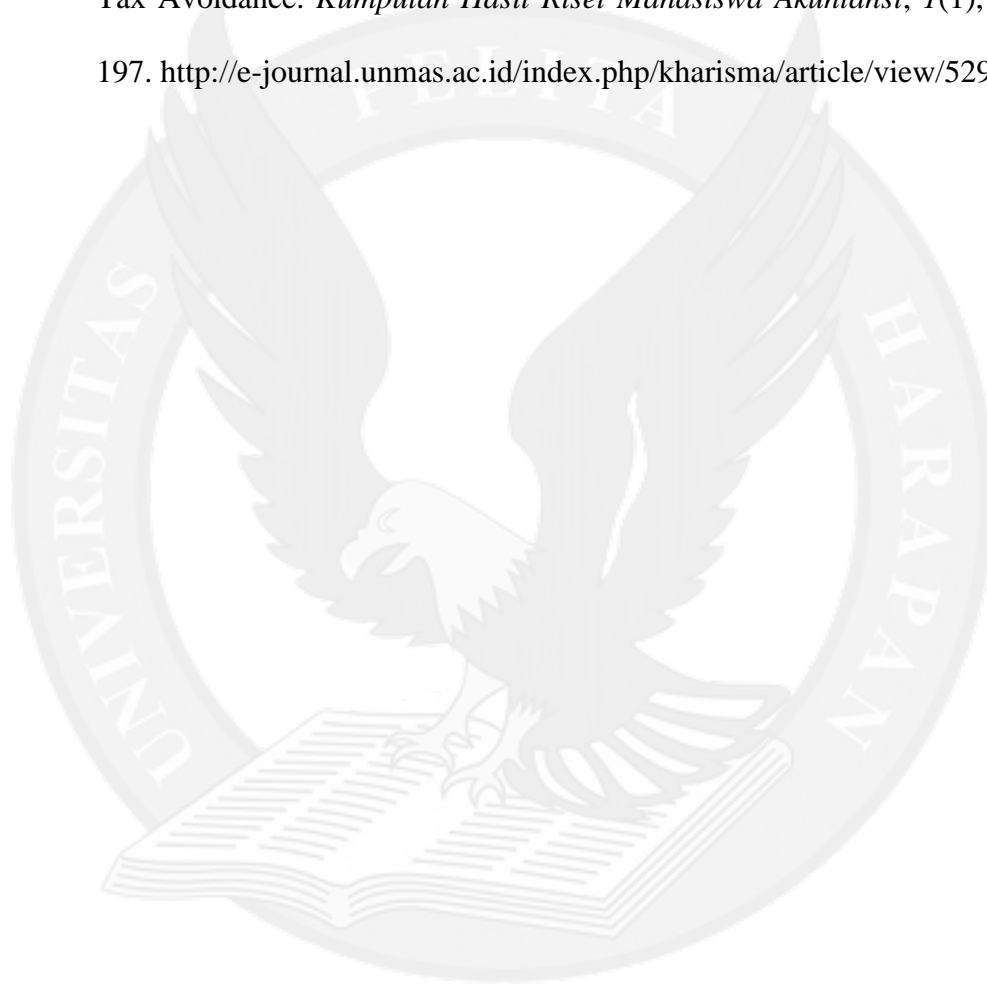 Tax Avoidance. Kumpulan Hasil Riset Mahasiswa Akuntansi, 1(1),
197. http://e-journal.unmas.ac.id/index.php/kharisma/article/view/529
UNIVERSITAS PELITA HARAPAN